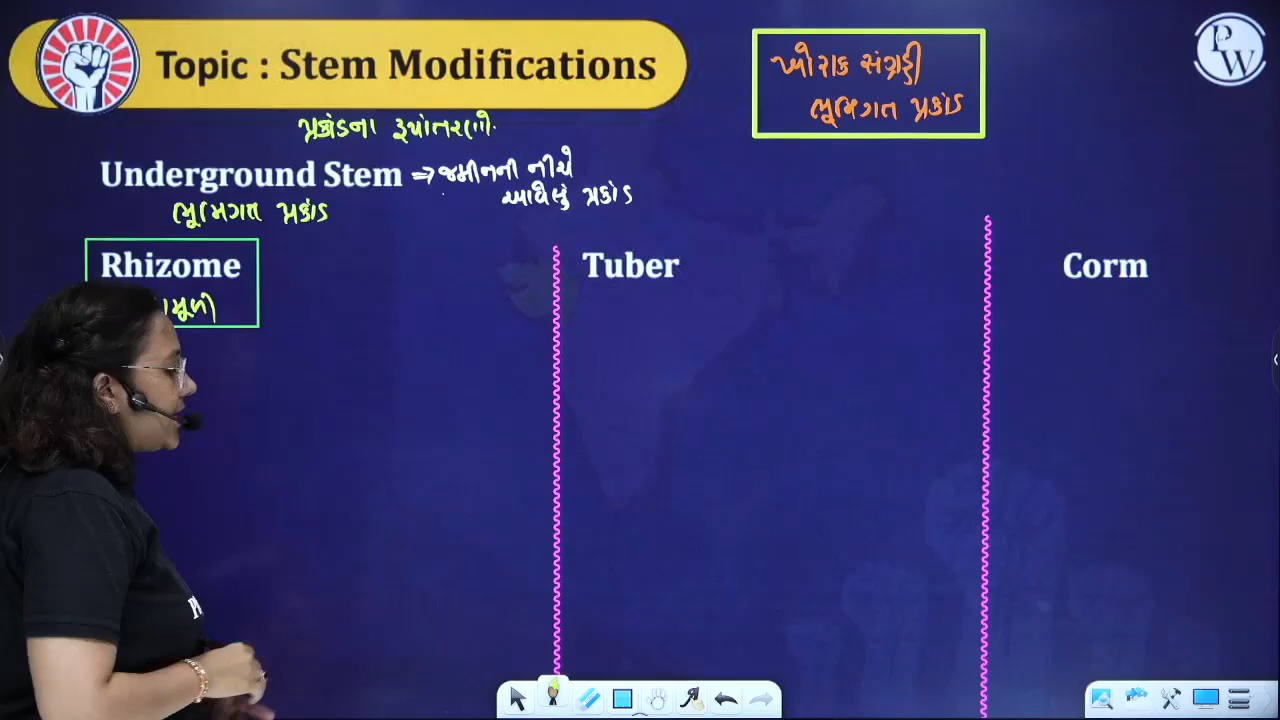 Topic : Stem Modifications
ખોરાક સંગ્રહી
ભૂમિગત પ્રકાંડ
PW
પ્રકાંડના રૂપાંતરણો
Underground Stem ⇒ જમીનની નીચે
આવેલું પ્રકાંડ
ભૂમિગત પ્રકાંડ
Rhizome
Tuber
Corm